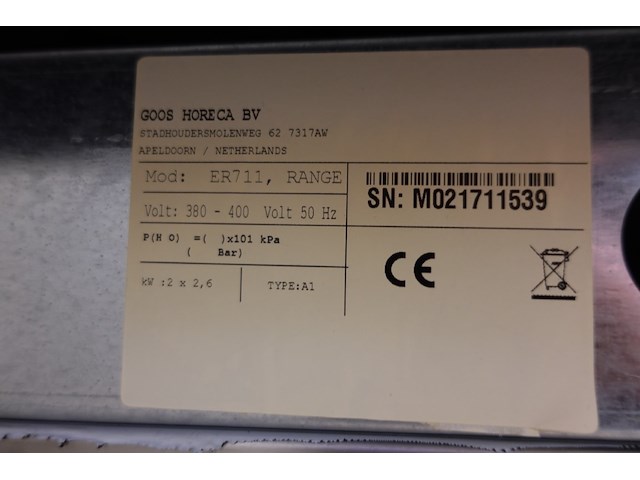 GOOS HORECA BV
STADHOUDERSMOLENWEG 62 7317AW
APELDOORN / NETHERLANDS
Mod: ER711, RANGE
Volt: 380 - 400 Volt 50 Hz
P(H O) =( )x101 kPa
( Bar)
kW :2 x 2,6 TYPE:A1
SN: M021711539
CE